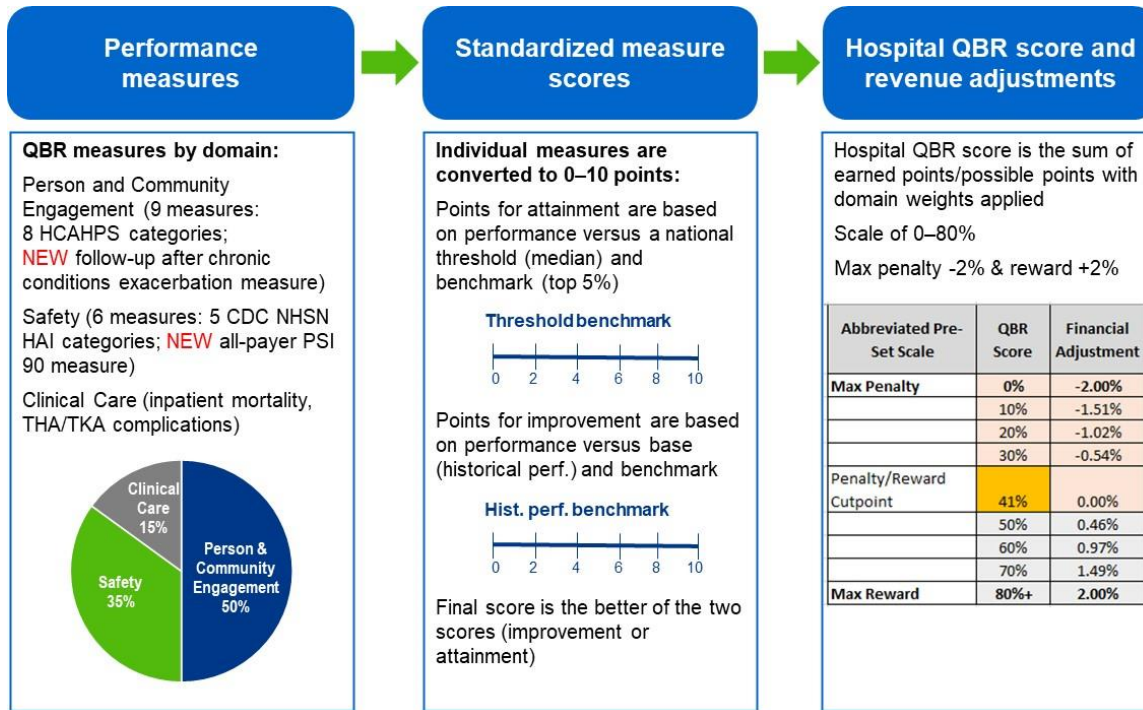 Performance
measures
Standardized measure
scores
Hospital QBR score and
revenue adjustments
QBR measures by domain:
Person and Community
Engagement (9 measures:
8 HCAHPS categories;
NEW follow-up after chronic
conditions exacerbation measure)
Safety (6 measures: 5 CDC NHSN
HAI categories; NEW all-payer PSI
90 measure)
Clinical Care (inpatient mortality,
THA/TKA complications)
Clinical
Care
15%
Person &
Community
Engagement
50%
Safety
35%
Individual measures are
converted to 0–10 points:
Points for attainment are based
on performance versus a national
threshold (median) and
benchmark (top 5%)
Threshold benchmark
0 2 4 6 8 10
Points for improvement are based
on performance versus base
(historical perf.) and benchmark
Hist. perf. benchmark
0 2 4 6 8 10
Final score is the better of the two
scores (improvement or
attainment)
Hospital QBR score is the sum of
earned points/possible points with
domain weights applied
Scale of 0–80%
Max penalty -2% & reward +2%
Abbreviated Pre-
Set Scale
QBR
Score
Financial
Adjustment
Max Penalty 0% -2.00%
10% -1.51%
20% -1.02%
30% -0.54%
Penalty/Reward
Cutpoint 41% 0.00%
50% 0.46%
60% 0.97%
70% 1.49%
Max Reward 80%+ 2.00%